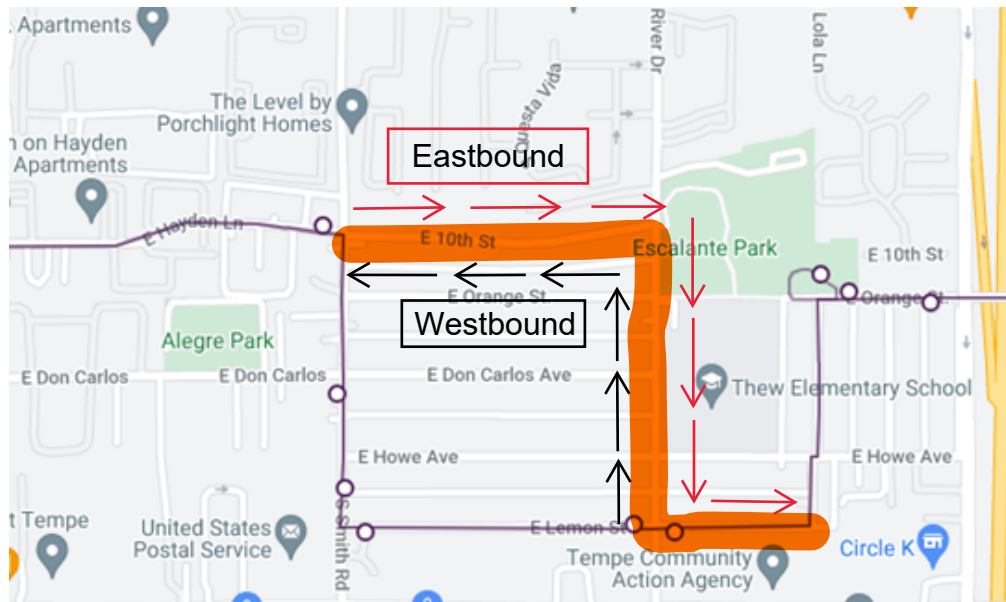 Apartments
River Dr
Lola Ln
The Level by
Porchlight Homes
Questa Vida
n on Hayden
Apartments
Eastbound
E Hayden Ln
E 10th St
Escalante Park
E 10th St
E Orange St.
E Orange St.
Westbound
Alegre Park
E Don Carlos
E Don Carlos
E Don Carlos Ave
Thew Elementary School
E Howe Ave
E Howe Ave
S Smith Rd
t Tempe
United States
Postal Service
E Lemon St
Tempe Community
Action Agency
Circle K